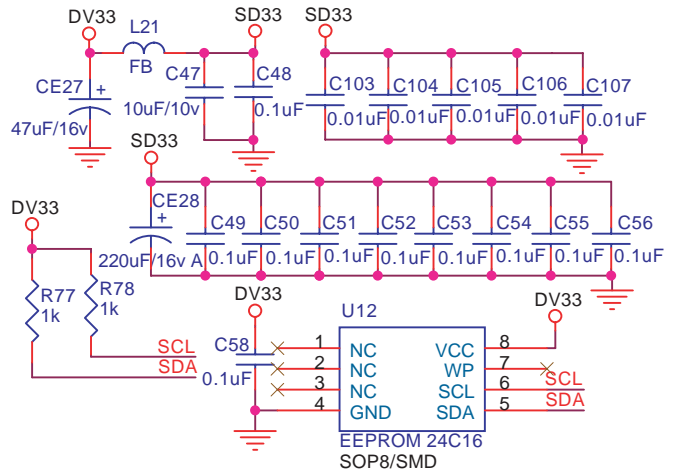 DV33 L21 SD33 SD33
FB
CE27 + C47 C48 C103 C104 C105 C106 C107
47uF/16v 10uF/10v 0.1uF 0.01uF 0.01uF 0.01uF 0.01uF 0.01uF
SD33
CE28 +
220uF/16v A
C49 C50 C51 C52 C53 C54 C55 C56
0.1uF 0.1uF 0.1uF 0.1uF 0.1uF 0.1uF 0.1uF 0.1uF
DV33
R77 1k
R78 1k
SCL
SDA
DV33
C58
0.1uF
U12
DV33
1 NC VCC 8
2 NC WP 7
3 NC SCL 6 SCL
4 GND SDA 5 SDA
EEPROM 24C16
SOP8/SMD